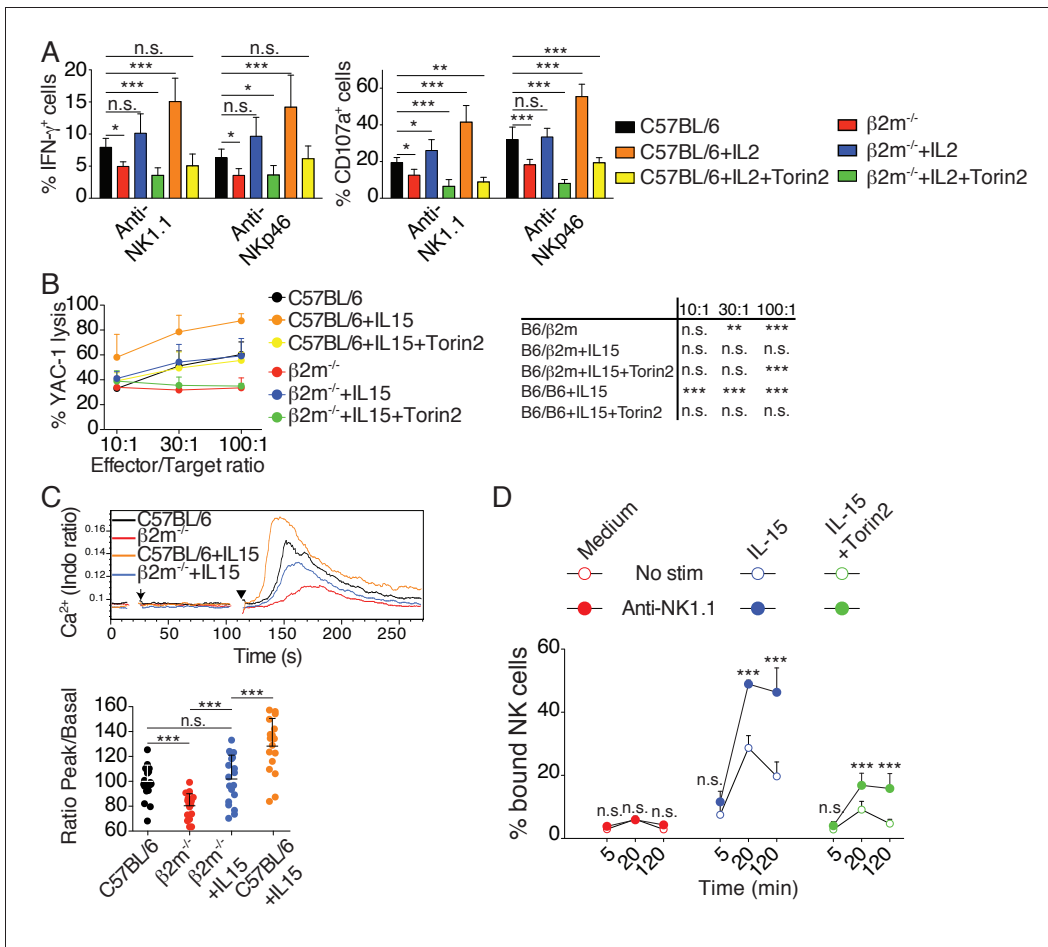 A
n.s.
***
***
n.s.
*
n.s.
***
*
n.s.
*
% IFN-γ+ cells
20
15
10
5
0
Anti-
NK1.1
Anti-
NKp46
**
***
***
*
*
***
***
***
n.s.
***
% CD107a+ cells
60
40
20
0
Anti-
NK1.1
Anti-
NKp46
C57BL/6
β2m-/-
C57BL/6+IL2
β2m-/-+IL2
C57BL/6+IL2+Torin2
β2m-/-+IL2+Torin2
B
% YAC-1 lysis
100
80
60
40
20
0
10:1 30:1 100:1
Effector/Target ratio
C57BL/6
C57BL/6+IL15
C57BL/6+IL15+Torin2
β2m-/-
β2m-/-+IL15
β2m-/-+IL15+Torin2
10:1 30:1 100:1
B6/β2m n.s. ** ***
B6/β2m+IL15 n.s. n.s. n.s.
B6/β2m+IL15+Torin2 n.s. n.s. ***
B6/B6+IL15 *** *** ***
B6/B6+IL15+Torin2 n.s. n.s. n.s.
C
Ca2+ (Indo ratio)
0.16
0.14
0.12
0.1
C57BL/6
β2m-/-
C57BL/6+IL15
β2m-/-+IL15
0 50 100 150 200 250
Time (s)
Ratio Peak/Basal
160
140
120
100
80
60
***
***
n.s.
***
C57BL/6
β2m-/-
β2m-/-
+IL15
C57BL/6
+IL15
D
Medium
IL-15
IL-15
+Torin2
No stim
Anti-NK1.1
% bound NK cells
60
40
20
0
n.s. n.s. n.s.
n.s. *** ***
n.s. *** ***
5 20 120 5 20 120 5 20 120
Time (min)